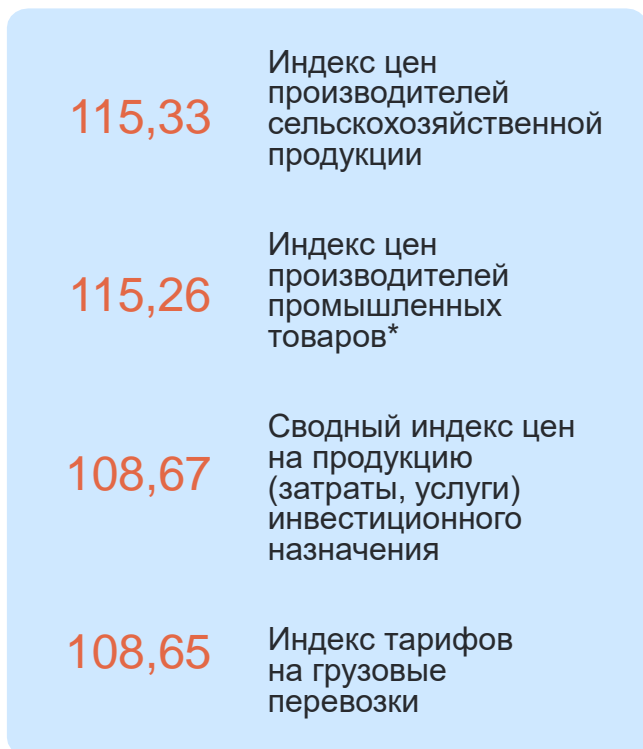 115,33
Индекс цен
производителей
сельскохозяйственной
продукции
115,26
Индекс цен
производителей
промышленных
товаров*
108,67
Сводный индекс цен
на продукцию
(затраты, услуги)
инвестиционного
назначения
108,65
Индекс тарифов
на грузовые
перевозки